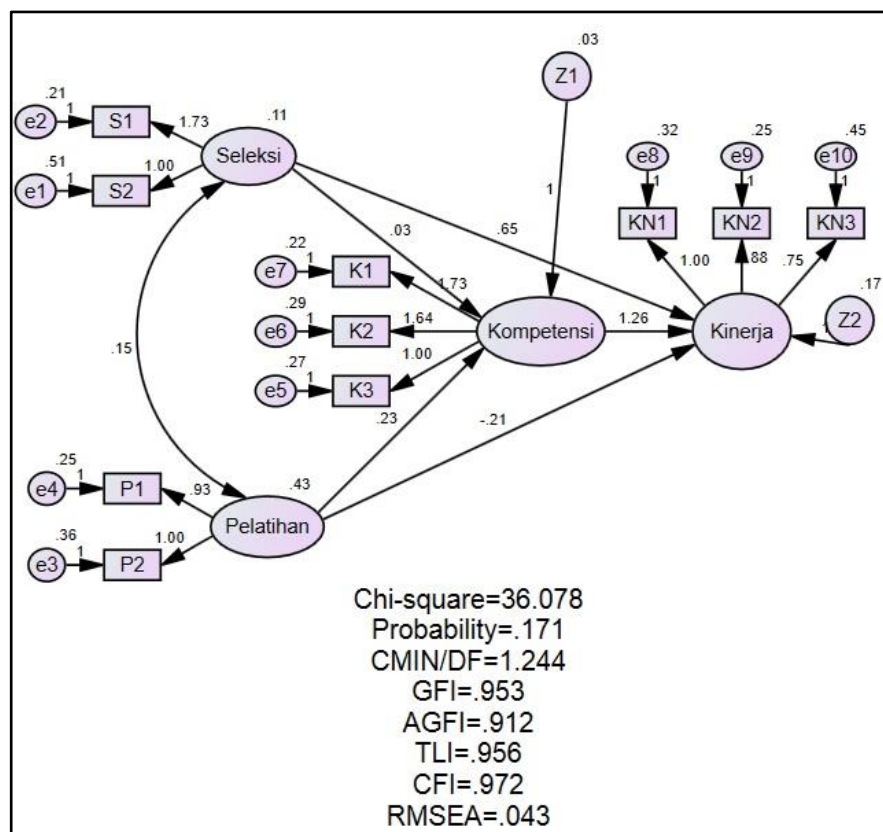 .03
Z1
1
.21
e2
1
S1
1.73
.11
Seleksi
.51
e1
1
S2
1.00
.32
e8
1
KN1
.25
e9
1
KN2
.45
e10
1
KN3
.03
.65
.22
e7
1
K1
1.73
1.00
.88
.75
.29
e6
1
K2
1.64
Kompetensi
1.26
Kinerja
.17
Z2
.15
.27
e5
1
K3
1.00
.23
-.21
.25
e4
1
P1
.93
.43
Pelatihan
.36
e3
1
P2
1.00
Chi-square=36.078
Probability=.171
CMIN/DF=1.244
GFI=.953
AGFI=.912
TLI=.956
CFI=.972
RMSEA=.043